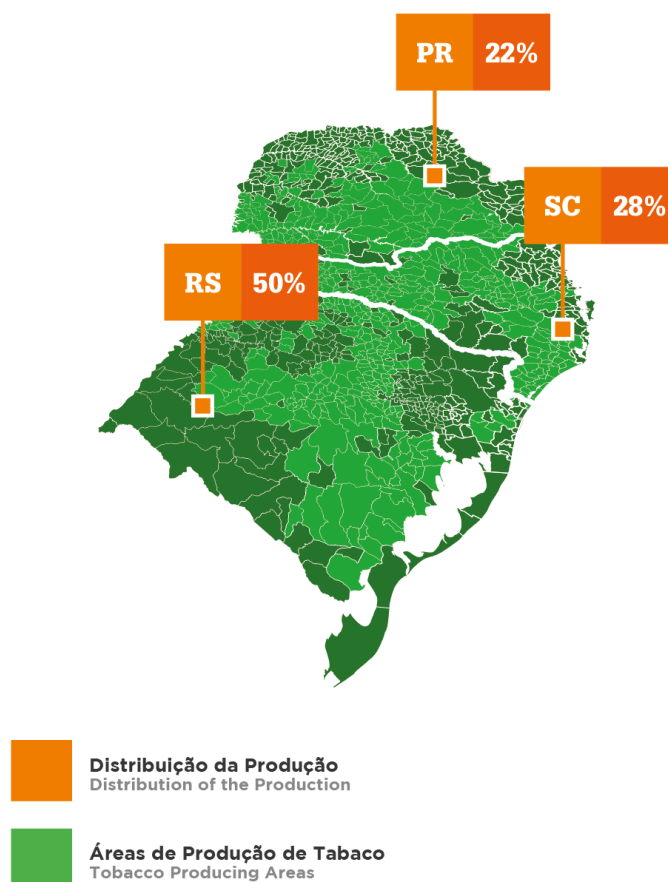 PR 22%
SC 28%
RS 50%
Distribuição da Produção
Distribution of the Production
Áreas de Produção de Tabaco
Tobacco Producing Areas